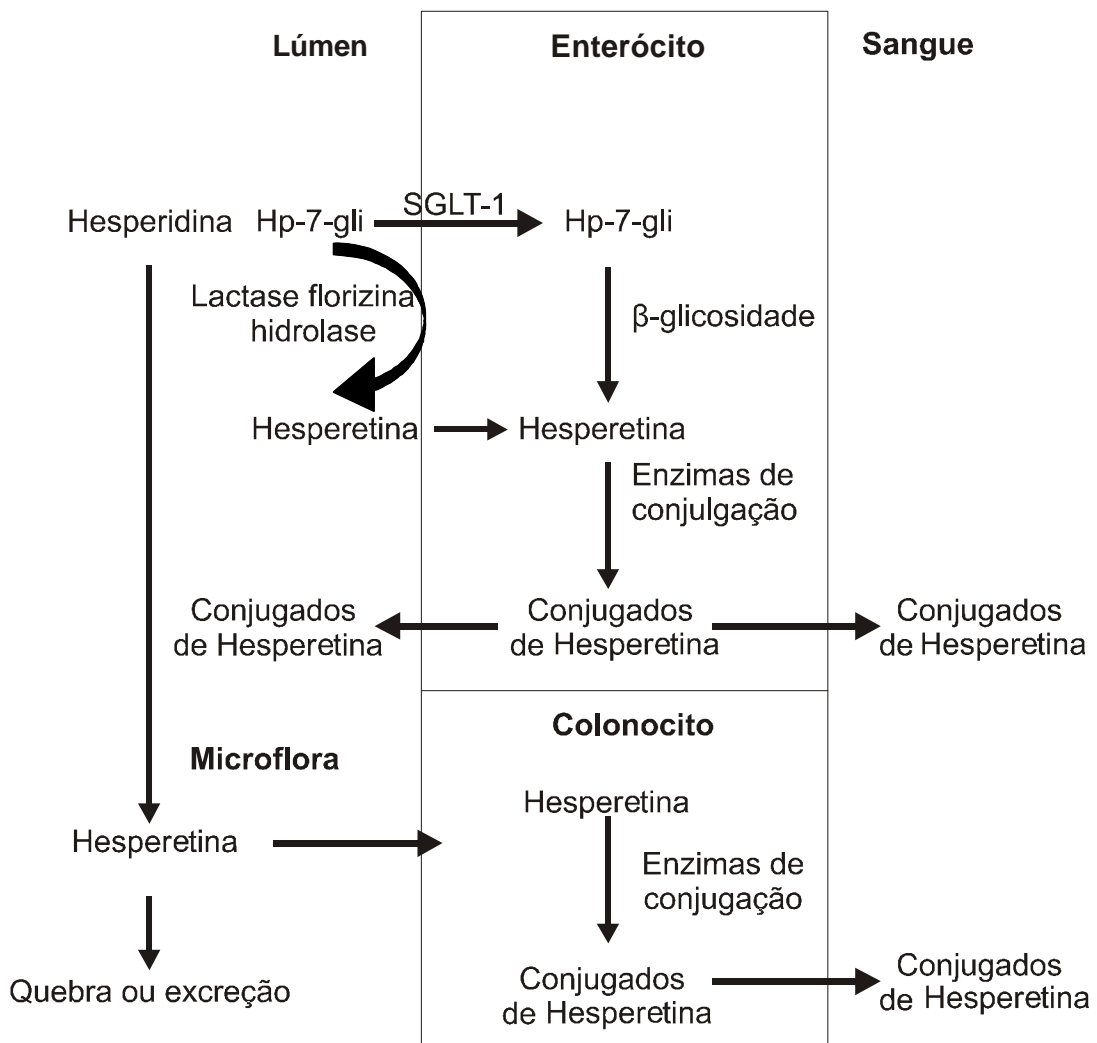 Lúmen
Enterócito
Sangue
SGLT-1
Hesperidina
Hp-7-gli
Hp-7-gli
Lactase florizina
hidrolase
β-glicosidade
Hesperetina
Hesperetina
Enzimas de
conjulgação
Conjugados
de Hesperetina
Conjugados
de Hesperetina
Conjugados
de Hesperetina
Colonocito
Microflora
Hesperetina
Hesperetina
Enzimas de
conjugação
Quebra ou excreção
Conjugados
de Hesperetina
Conjugados
de Hesperetina